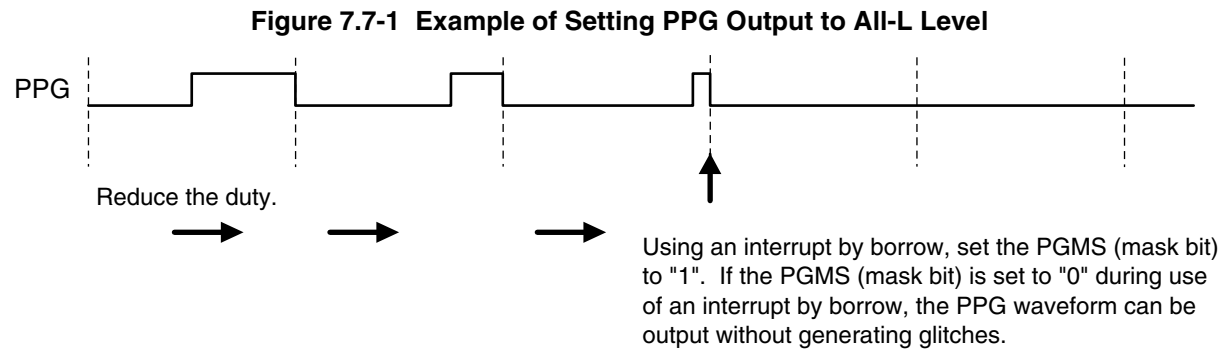 Figure 7.7-1 Example of Setting PPG Output to All-L Level
PPG
Reduce the duty.
Using an interrupt by borrow, set the PGMS (mask bit)
to "1". If the PGMS (mask bit) is set to "0" during use
of an interrupt by borrow, the PPG waveform can be
output without generating glitches.